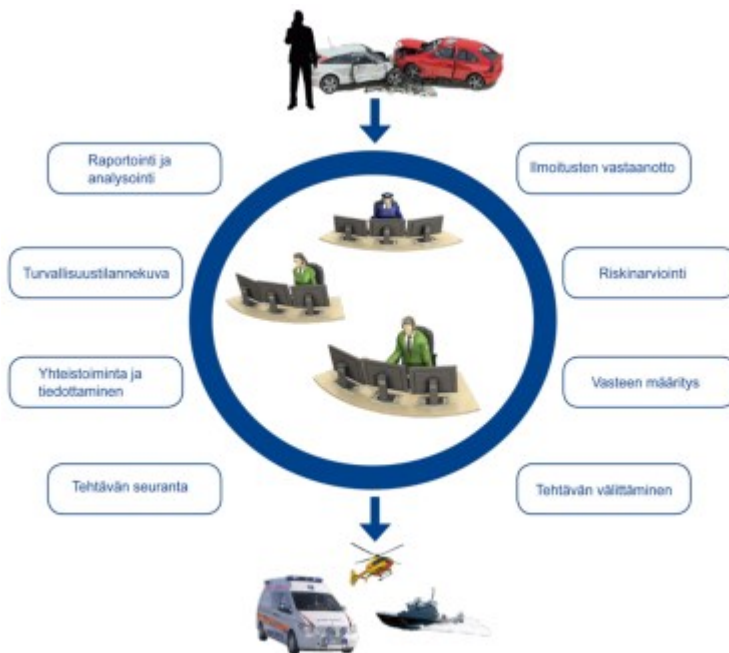 Raportointi ja
analysointi
Ilmoitusten vastaanotto
Turvallisuustilannekuva
Riskinarviointi
Yhteistoiminta ja
tiedottaminen
Vasteen määritys
Tehtävän seuranta
Tehtävän välittäminen